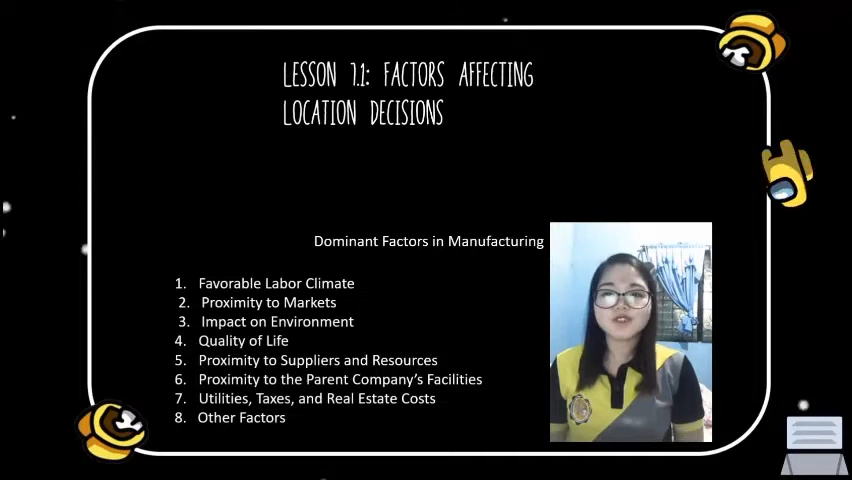 LESSON 7.1: FACTORS AFFECTING
LOCATION DECISIONS
Dominant Factors in Manufacturing
1. Favorable Labor Climate
2. Proximity to Markets
3. Impact on Environment
4. Quality of Life
5. Proximity to Suppliers and Resources
6. Proximity to the Parent Company's Facilities
7. Utilities, Taxes, and Real Estate Costs
8. Other Factors